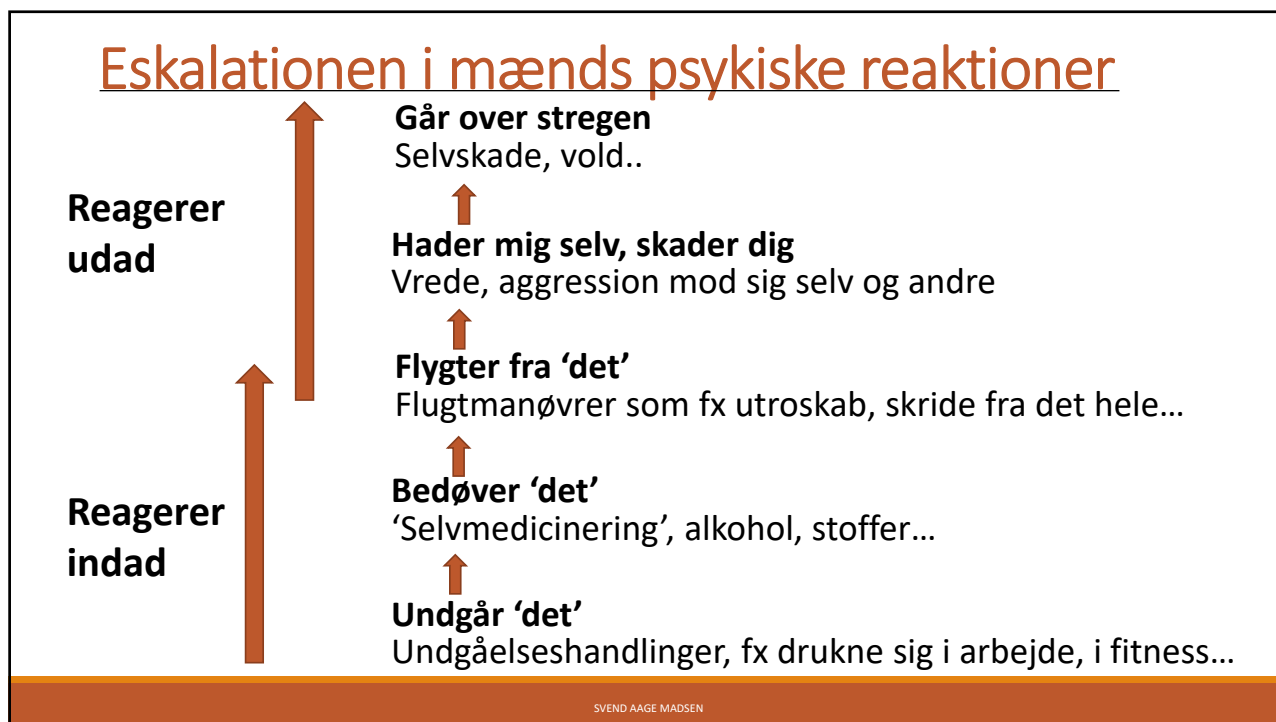 Eskalationen i mænds psykiske reaktioner
Går over stregen
Selvskade, vold..
Reagerer
udad
Hader mig selv, skader dig
Vrede, aggression mod sig selv og andre
Flygter fra ‘det’
Flugtmanøvrer som fx utroskab, skride fra det hele…
Bedøver ‘det’
‘Selvmedicinering’, alkohol, stoffer…
Reagerer
indad
Undgår ‘det’
Undgåelseshandlinger, fx drukne sig i arbejde, i fitness…
SVEND AAGE MADSEN